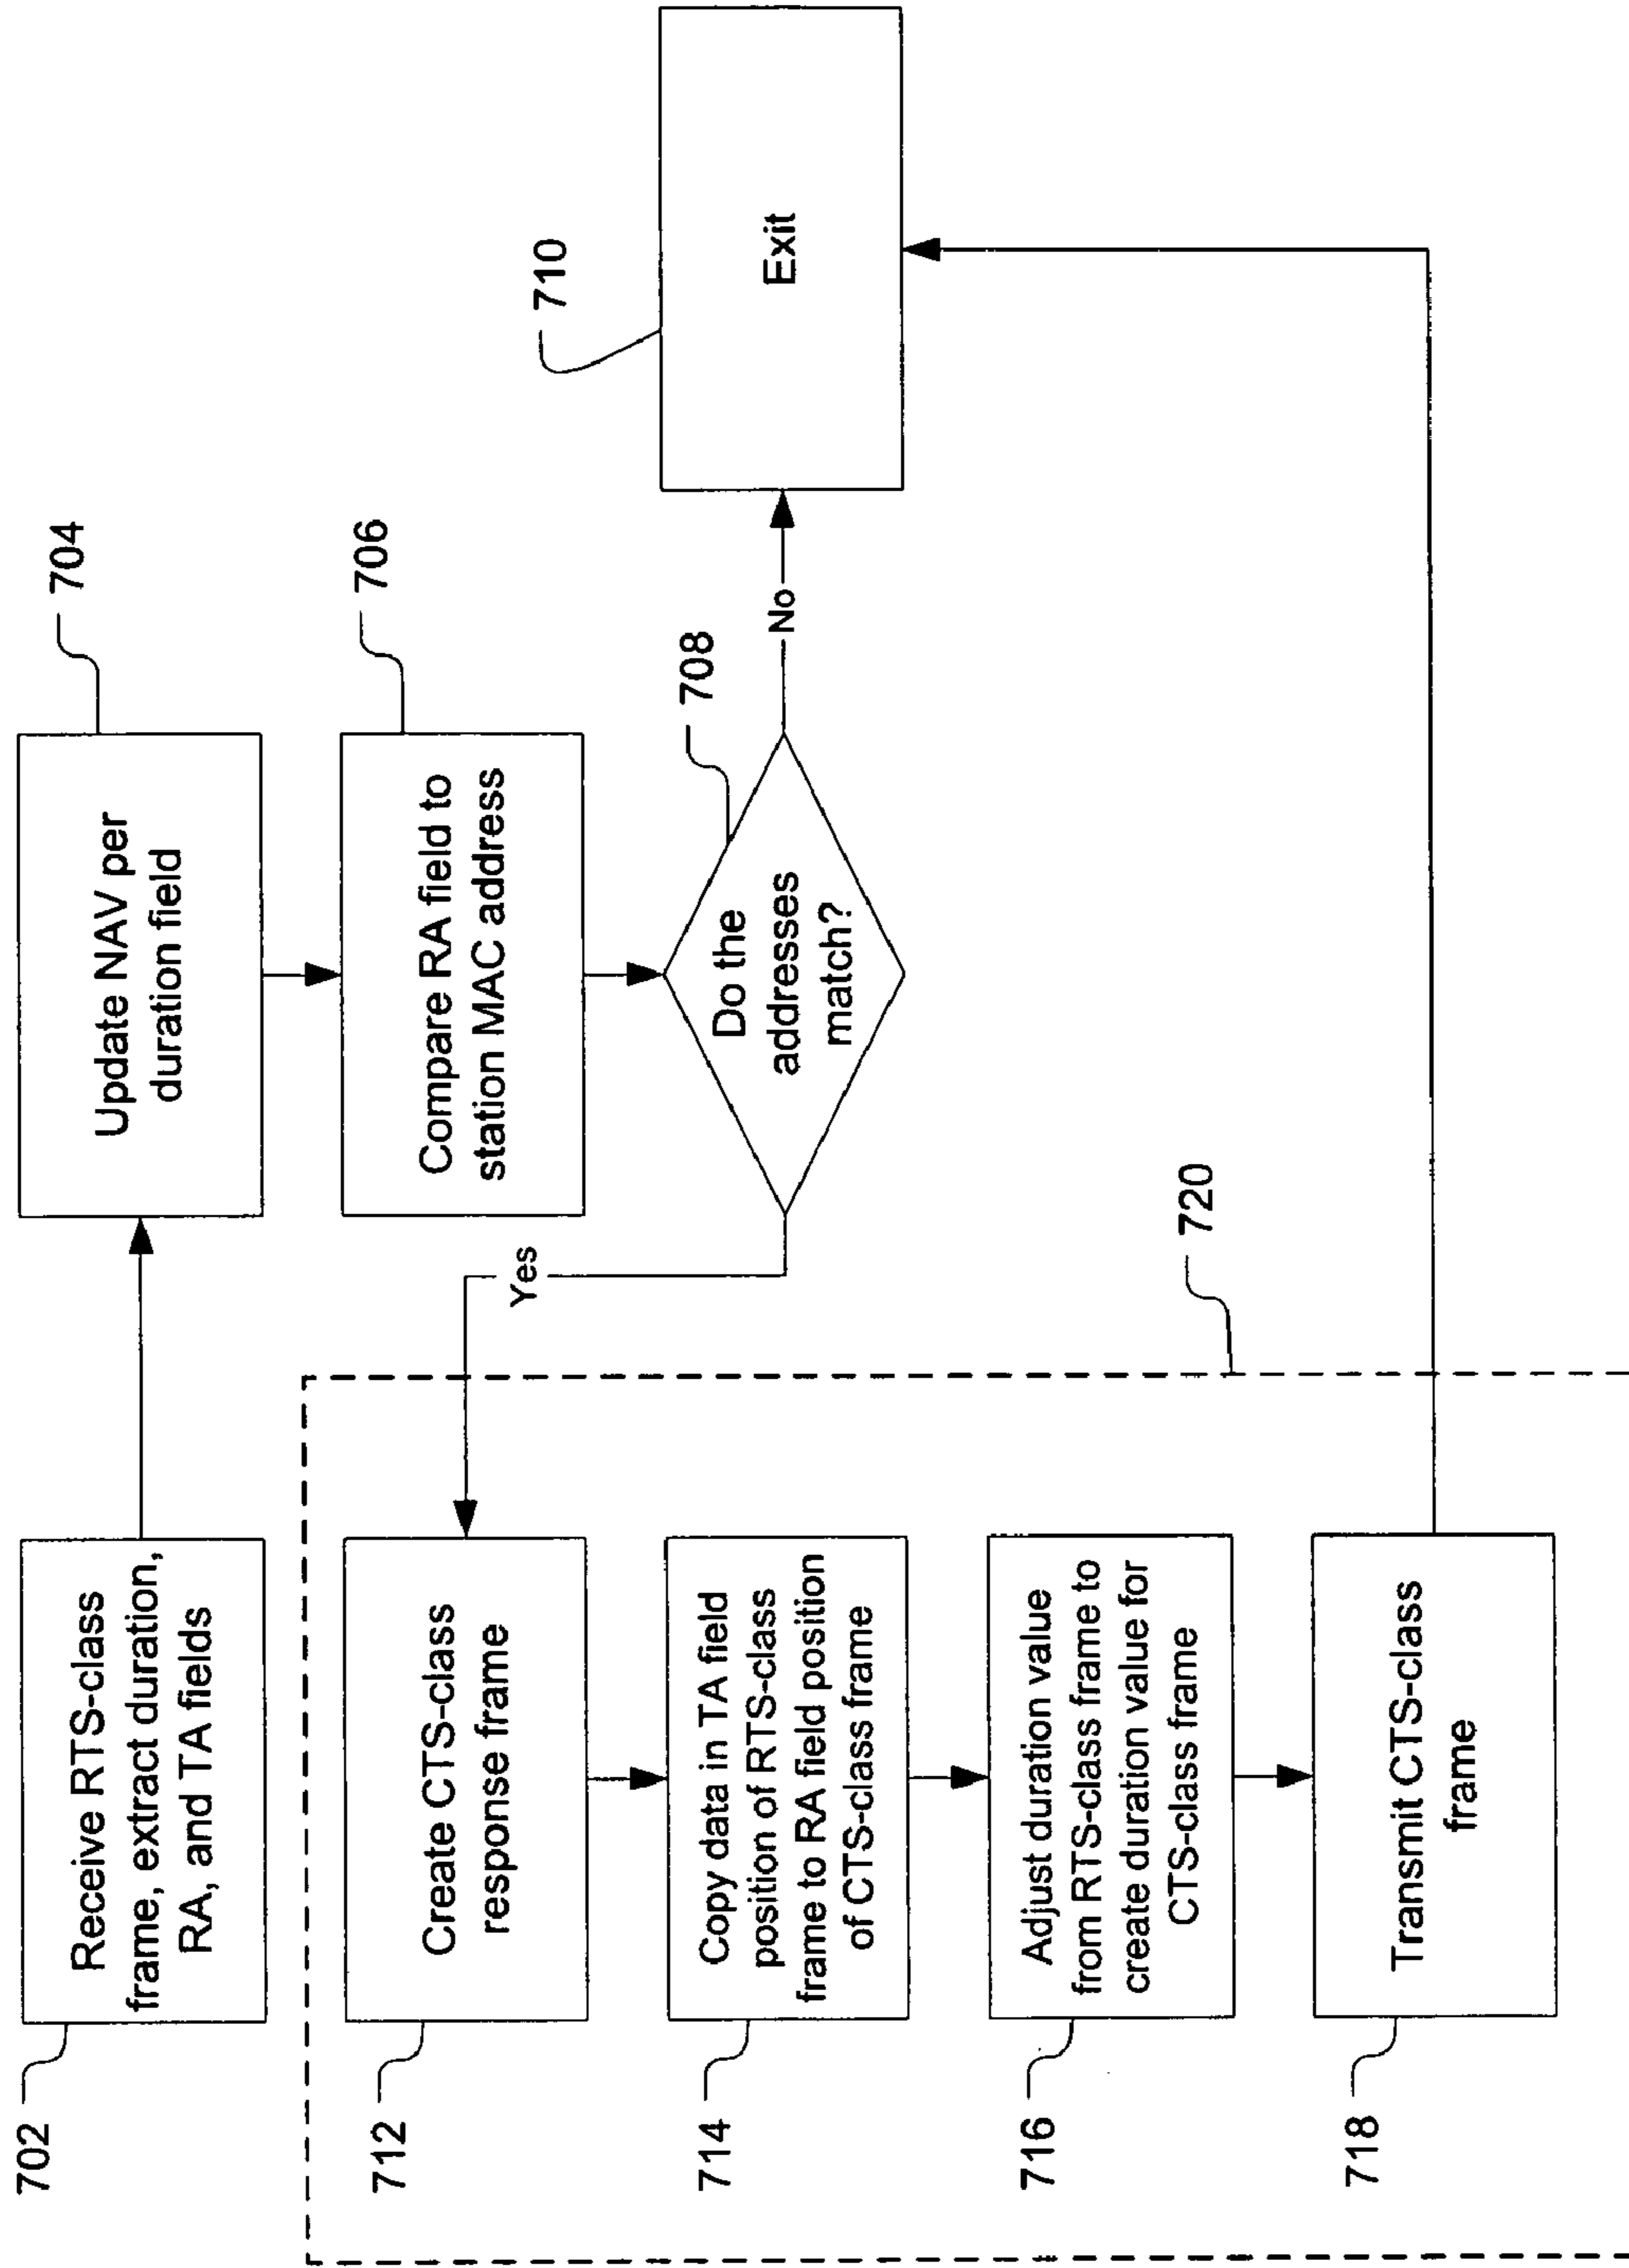 702
Receive RTS-class
frame, extract duration,
RA, and TA fields
704
Update NAV per
duration field
706
Compare RA field to
station MAC address
708
Do the
addresses
match?
No
Yes
710
Exit
720
712
Create CTS-class
response frame
714
Copy data in TA field
position of RTS-class
frame to RA field position
of CTS-class frame
716
Adjust duration value
from RTS-class frame to
create duration value for
CTS-class frame
718
Transmit CTS-class
frame